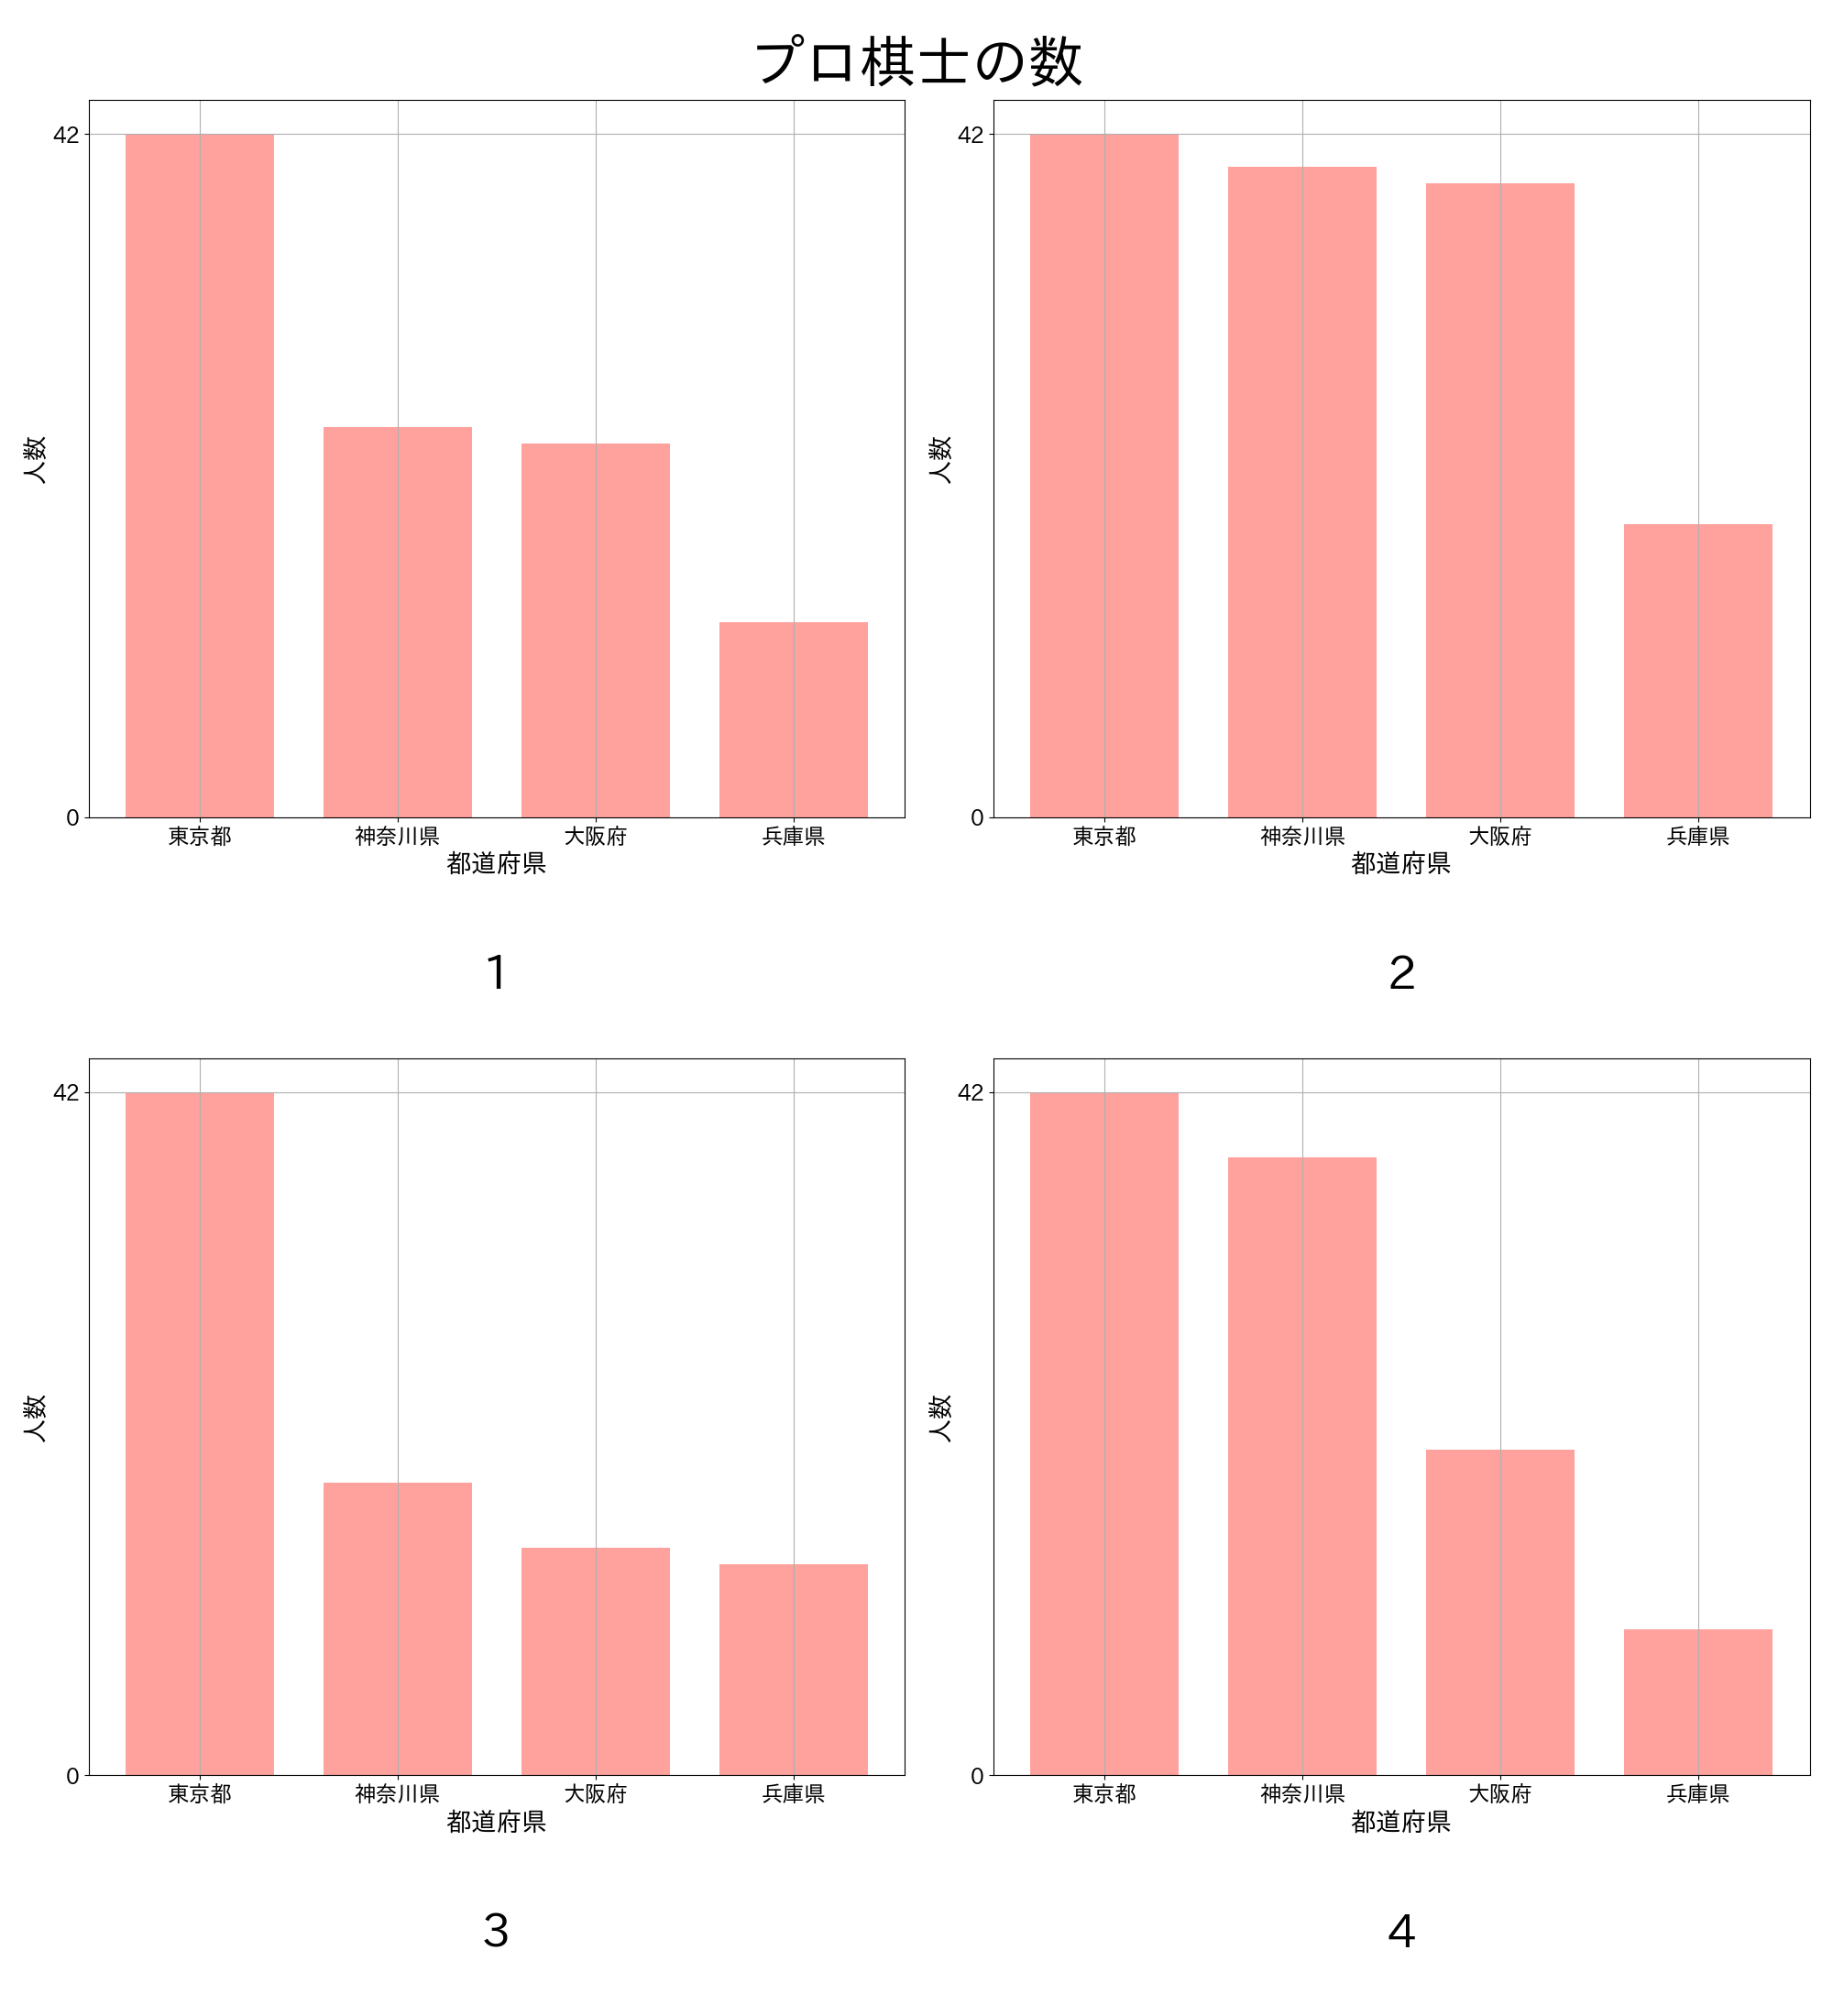 プロ棋士の数
42
人数
0
東京都 神奈川県 大阪府 兵庫県
都道府県
1
42
人数
0
東京都 神奈川県 大阪府 兵庫県
都道府県
2
42
人数
0
東京都 神奈川県 大阪府 兵庫県
都道府県
3
42
人数
0
東京都 神奈川県 大阪府 兵庫県
都道府県
4